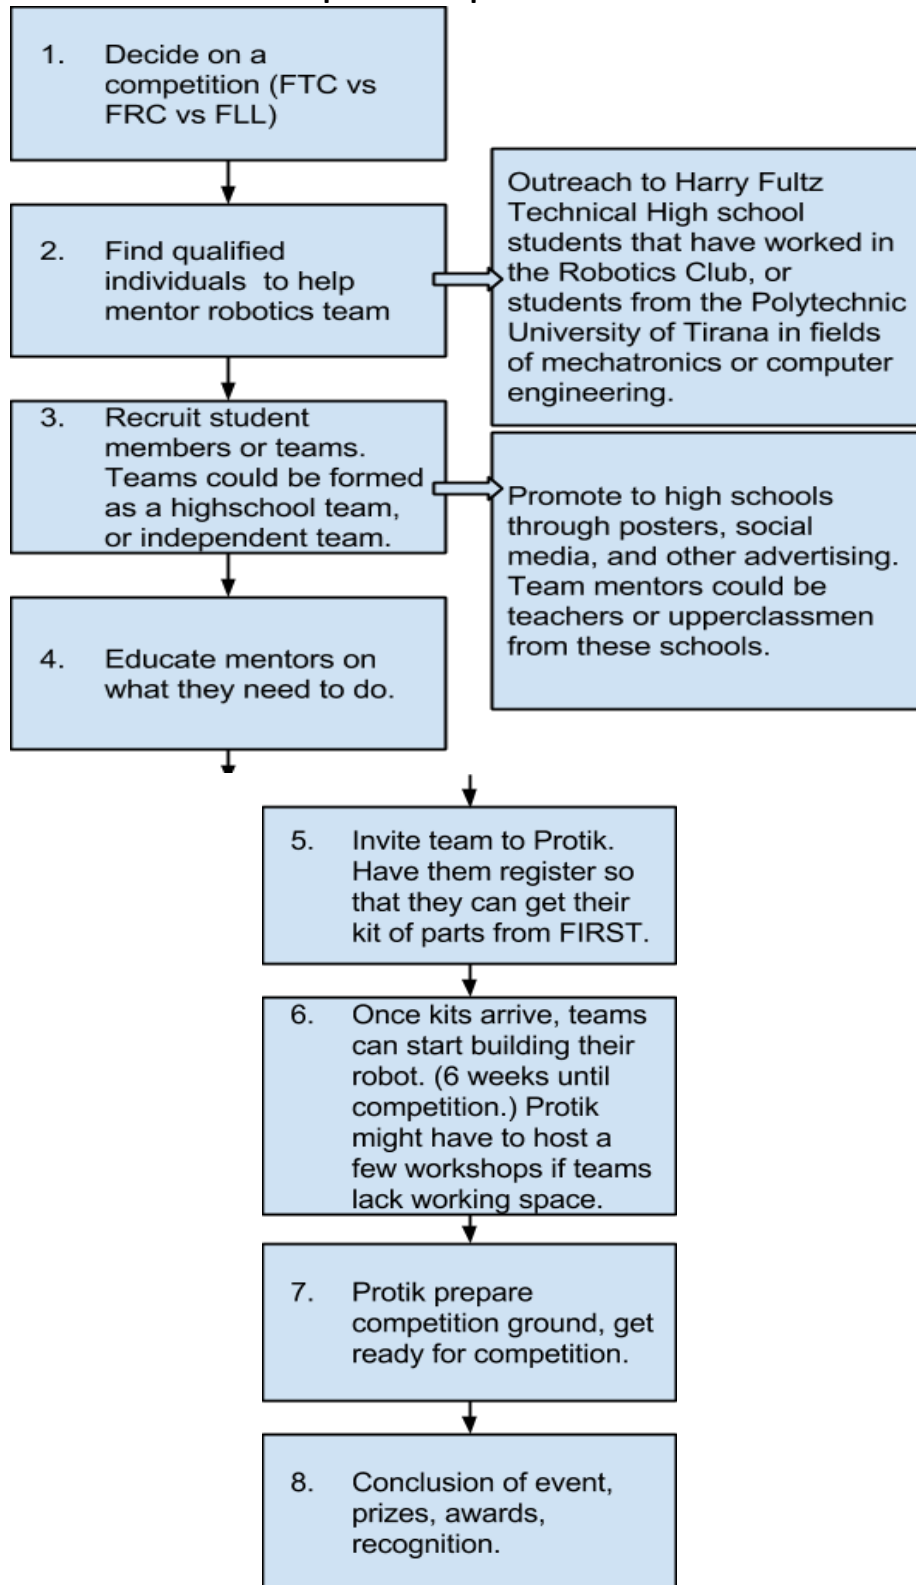 1. Decide on a
competition (FTC vs
FRC vs FLL)
2. Find qualified
individuals to help
mentor robotics team
Outreach to Harry Fultz
Technical High school
students that have worked in
the Robotics Club, or
students from the Polytechnic
University of Tirana in fields
of mechatronics or computer
engineering.
3. Recruit student
members or teams.
Teams could be formed
as a highschool team,
or independent team.
Promote to high schools
through posters, social
media, and other advertising.
Team mentors could be
teachers or upperclassmen
from these schools.
4. Educate mentors on
what they need to do.
5. Invite team to Protik.
Have them register so
that they can get their
kit of parts from FIRST.
6. Once kits arrive, teams
can start building their
robot. (6 weeks until
competition.) Protik
might have to host a
few workshops if teams
lack working space.
7. Protik prepare
competition ground, get
ready for competition.
8. Conclusion of event,
prizes, awards,
recognition.